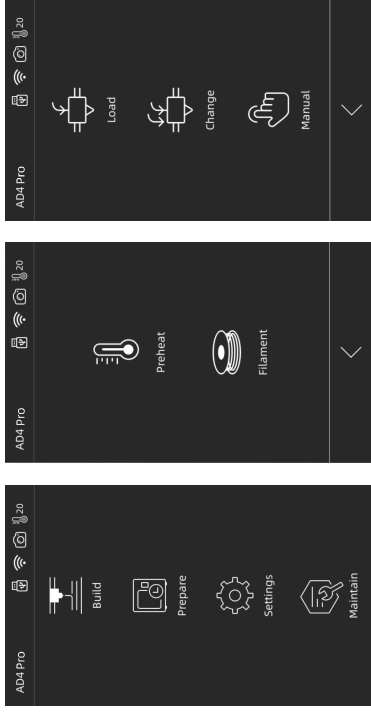 AD4 Pro 20
Build
Prepare
Settings
Maintain
AD4 Pro 20
Preheat
Filament
AD4 Pro 20
Load
Change
Manual